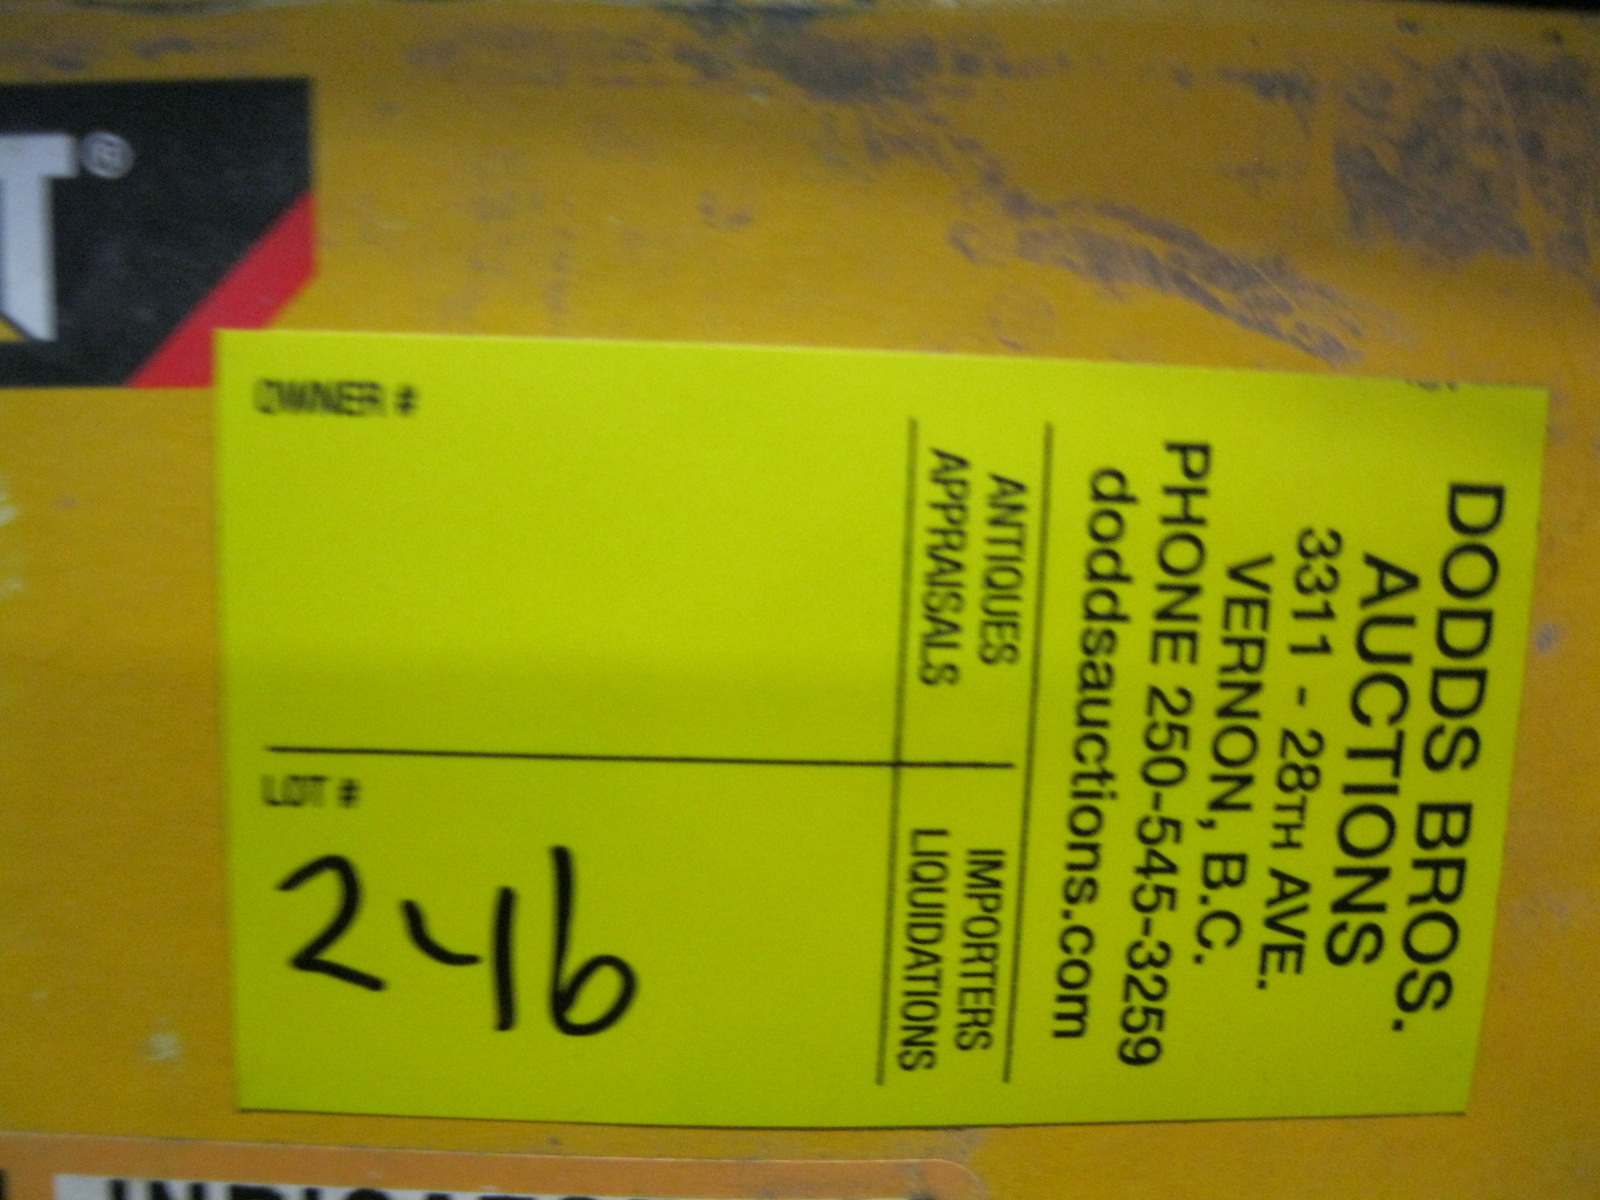 T®
DODDS BROS.
AUCTIONS
3311 - 28TH AVE.
VERNON, B.C.
PHONE 250-545-3259
doddsauctions.com
ANTIQUES
APPRAISALS
IMPORTERS
LIQUIDATIONS
OWNER #
LOT #
246